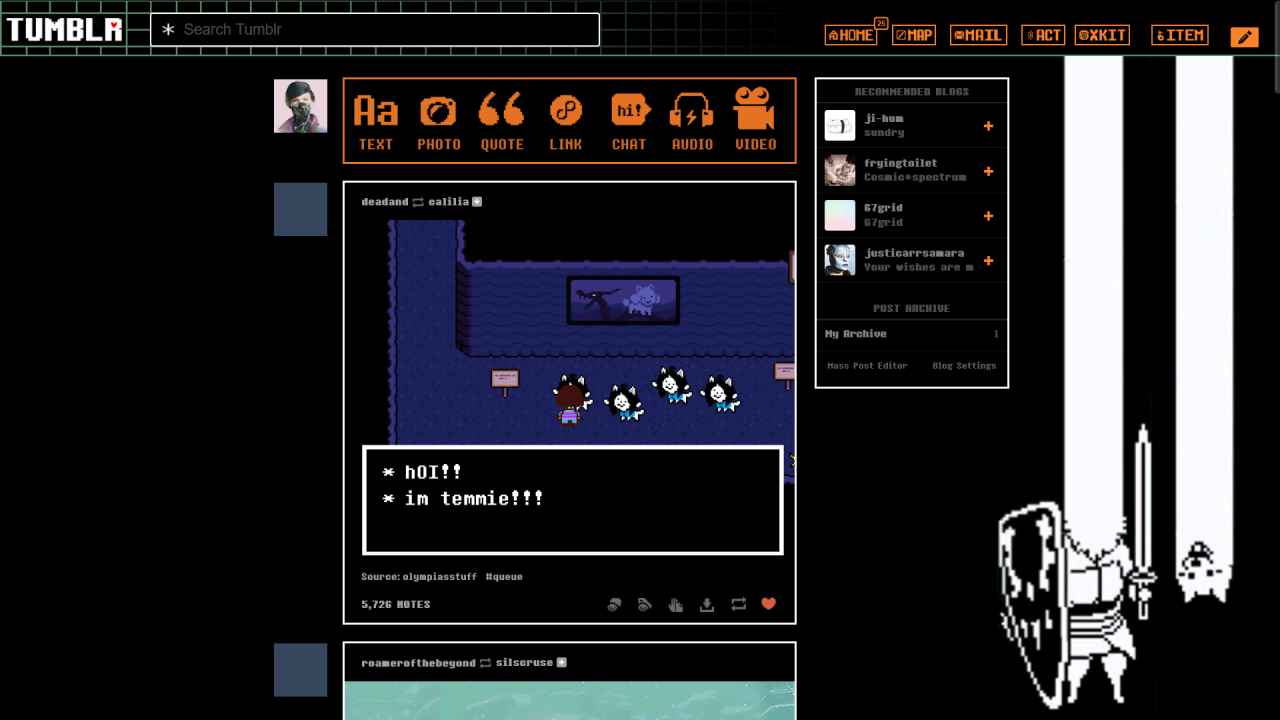 TUMBLR
* Search Tumblr
HOME
25
MAP
MAIL
ACT
XKIT
ITEM
Aa
hi!
TEXT
PHOTO
QUOTE
LINK
CHAT
AUDIO
VIDEO
deadand calilia
* hOI!!
* im temmie!!!
Source: olympiasstuff #queue
5,726 NOTES
roamerofthebeyond silscruse
RECOMMENDED BLOGS
ji-hum
sundry
fryingtoilet
Cosmic*spectrum
67grid
67grid
justicarrsamara
Your wishes are m
POST ARCHIVE
My Archive 1
Mass Post Editor Blog Settings